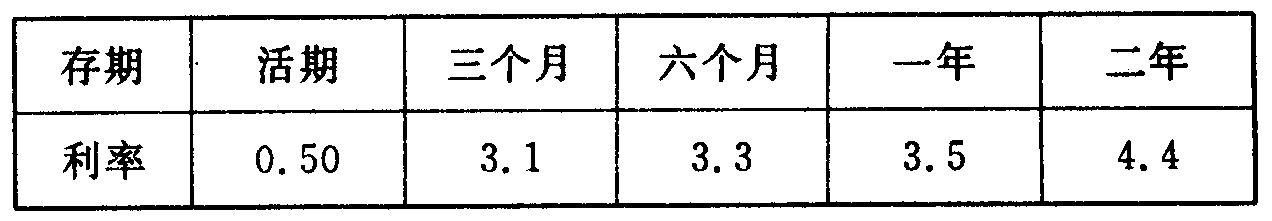 存期 活期 三个月 六个月 一年 二年
利率 0.50 3.1 3.3 3.5 4.4